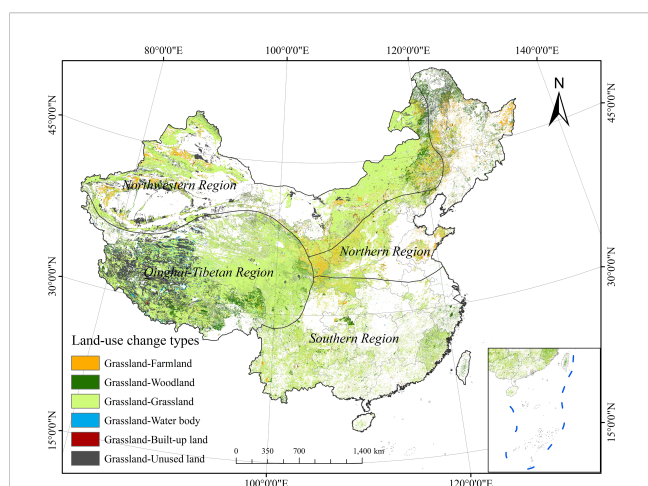 80°0'0"E 100°0'0"E 120°0'0"E 140°0'0"E
45°0'0"N
45°0'0"N
N
Northwestern Region
Northern Region
Qinghai-Tibetan Region
30°0'0"N
30°0'0"N
Southern Region
Land-use change types
Grassland-Farmland
Grassland-Woodland
Grassland-Grassland
Grassland-Water body
Grassland-Built-up land
Grassland-Unused land
15°0'0"N
15°0'0"N
0 350 700 1,400 km
100°0'0"E 120°0'0"E